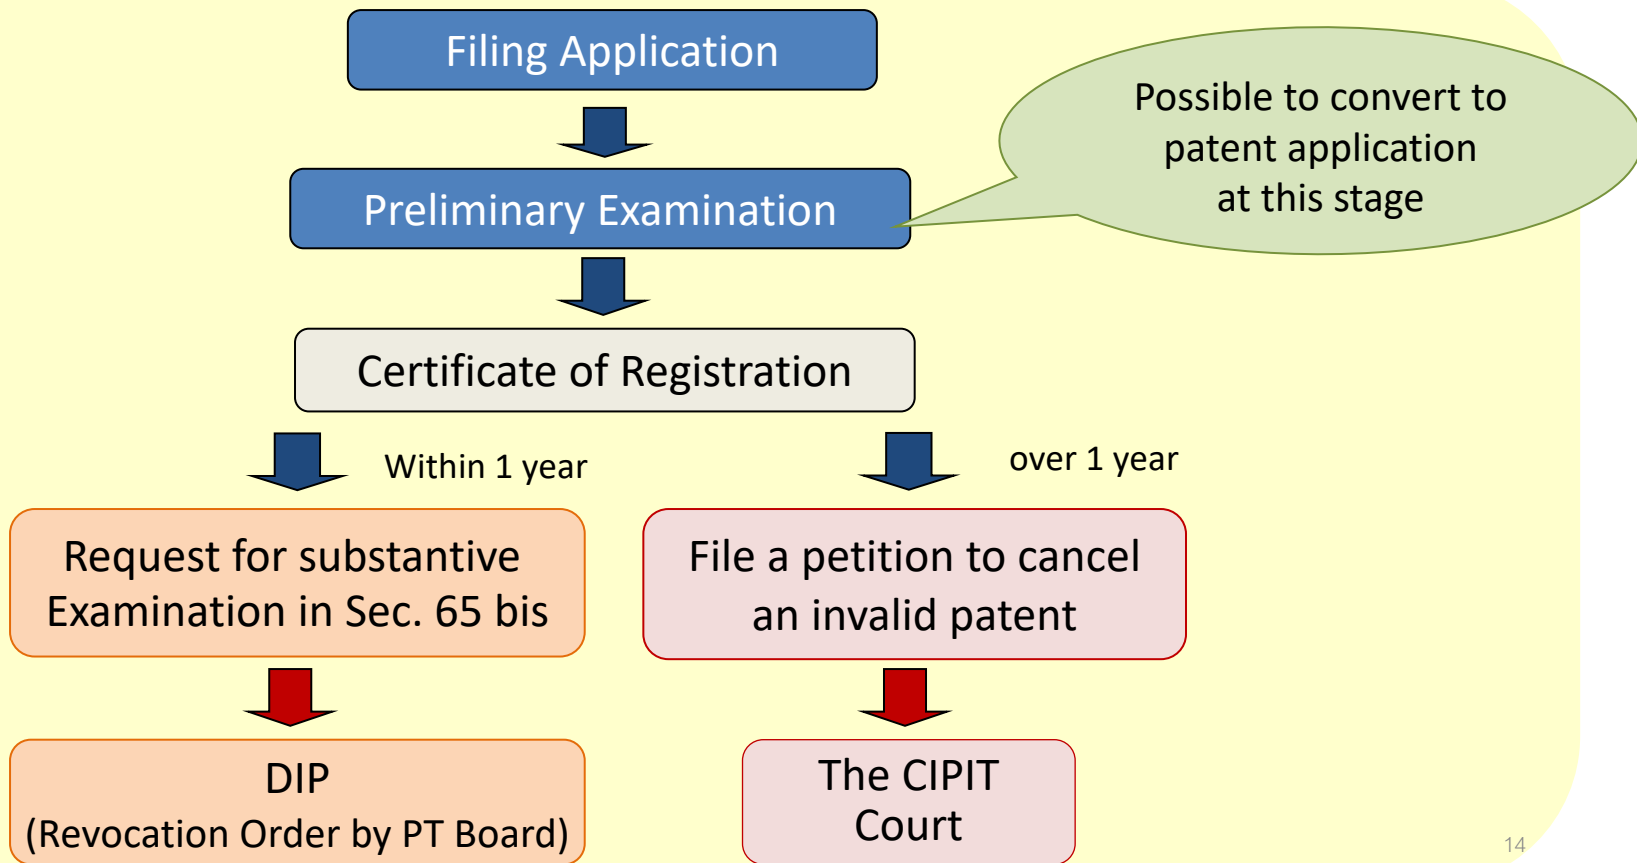 Filing Application
Possible to convert to
patent application
at this stage
Preliminary Examination
Certificate of Registration
Within 1 year
over 1 year
Request for substantive
Examination in Sec. 65 bis
File a petition to cancel
an invalid patent
DIP
(Revocation Order by PT Board)
The CIPIT
Court
14